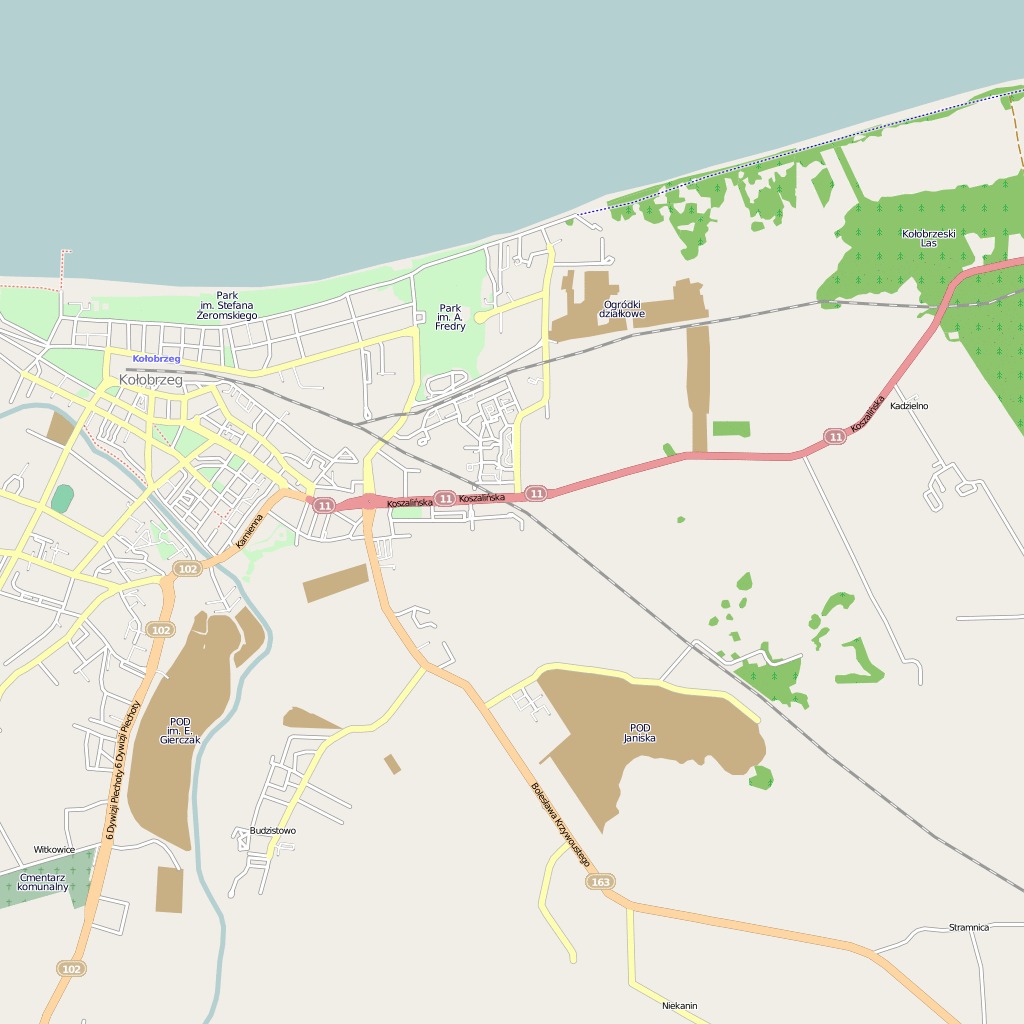 Kołobrzeski
Las
Park
im. Stefana
Żeromskiego
Park
im. A.
Fredry
Ogródki
działkowe
Kołobrzeg
Kołobrzeg
Kadzielno
Koszalińska
11
11
Koszalińska
11
Koszalińska
11
Kamienna
102
102
6 Dywizji Piechoty
6 Dywizji Piechoty
POD
im. E.
Gierczak
POD
Janiska
Bolesława Krzywoustego
Budzistowo
Witkowice
Cmentarz
komunalny
163
Stramnica
102
Niekanin